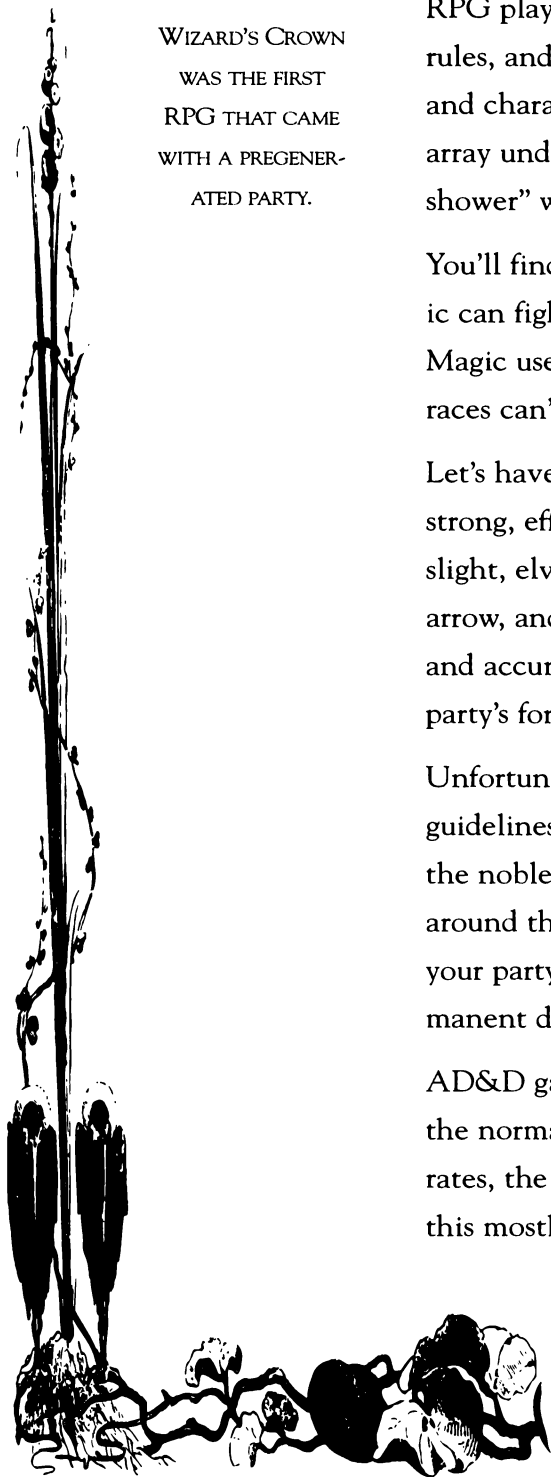 Wizard's Crown
was the first
RPG that came
with a pregener-
ated party.
RPG play
rules, and
and chara
array und
shower" w
You'll find
ic can figh
Magic use
races can'
Let's have
strong, eff
slight, elv
arrow, and
and accur
party's for
Unfortun
guidelines
the noble
around th
your party
manent d
AD&D ga
the norma
rates, the
this mostl